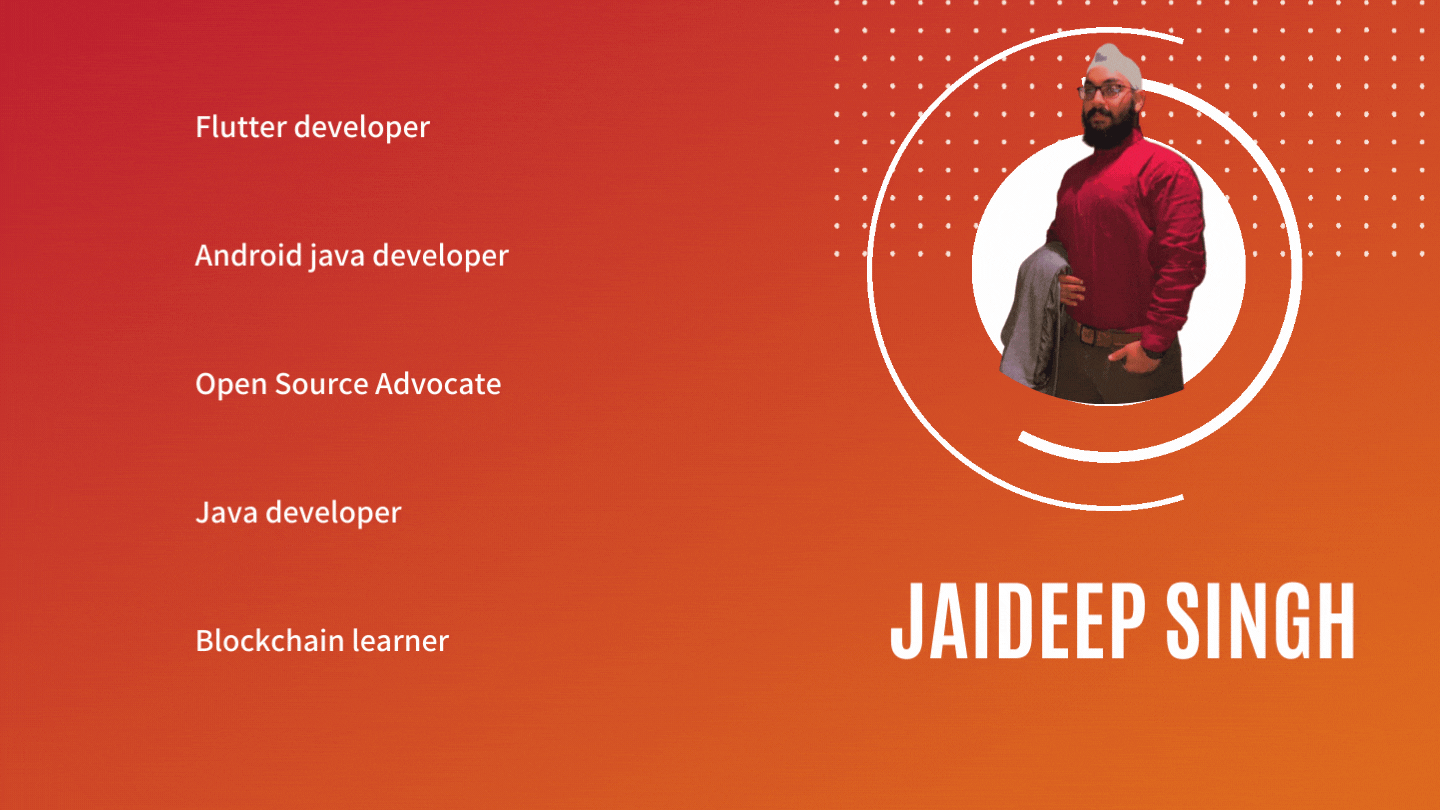 Flutter developer
Android java developer
Open Source Advocate
Java developer
Blockchain learner
JAIDEEP SINGH